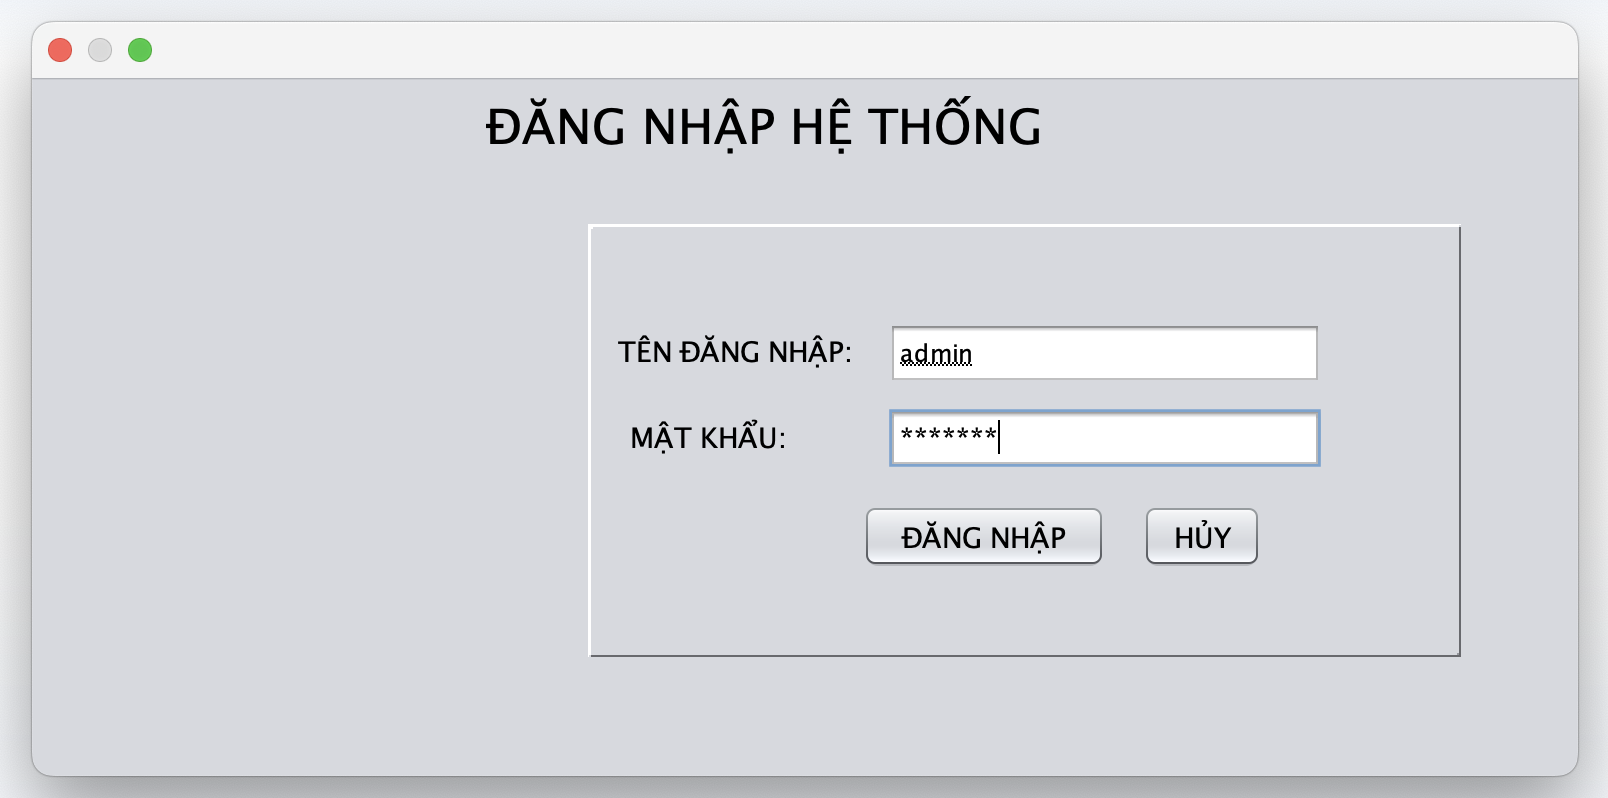 ĐĂNG NHẬP HỆ THỐNG
TÊN ĐĂNG NHẬP: admin
MẬT KHẨU: *******
ĐĂNG NHẬP HỦY